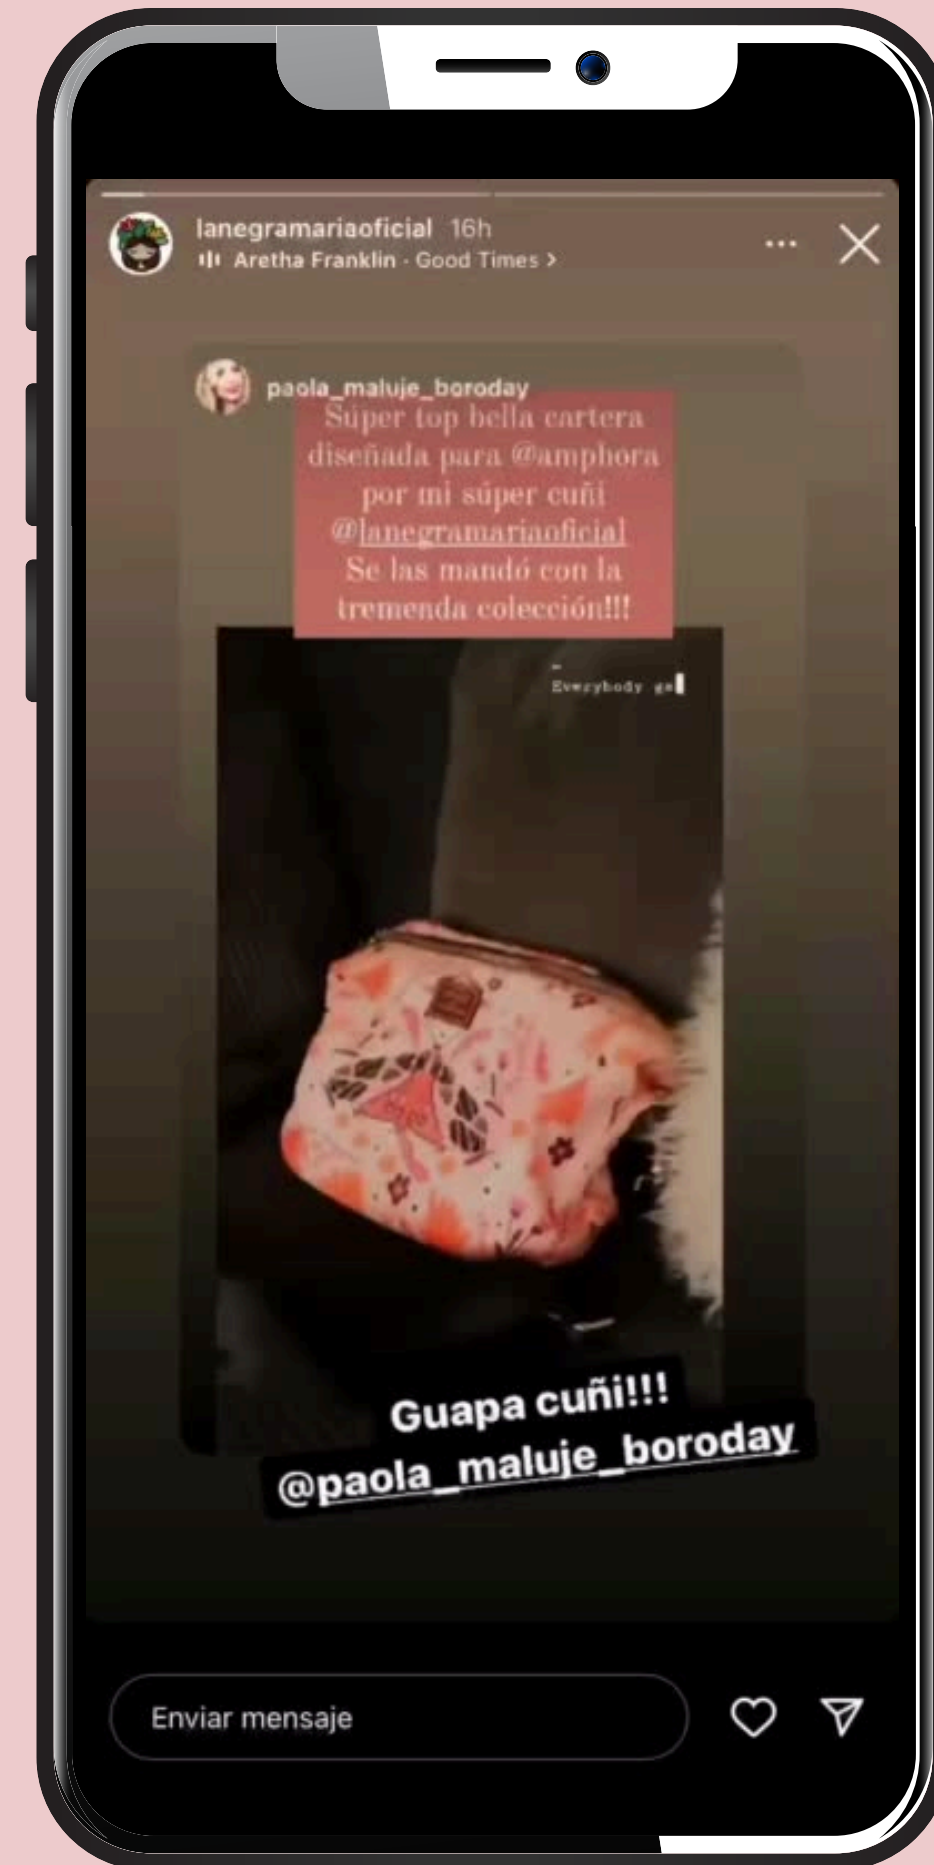 lanegramariaoficial 16h
Aretha Franklin · Good Times >
paola_maluje_boroday
Súper top bella cartera
diseñada para @amphora
por mi súper cuñi
@lanegramariaoficial
Se las mandó con la
tremenda colección!!!
Everybody ge
Guapa cuñi!!!
@paola_maluje_boroday
Enviar mensaje